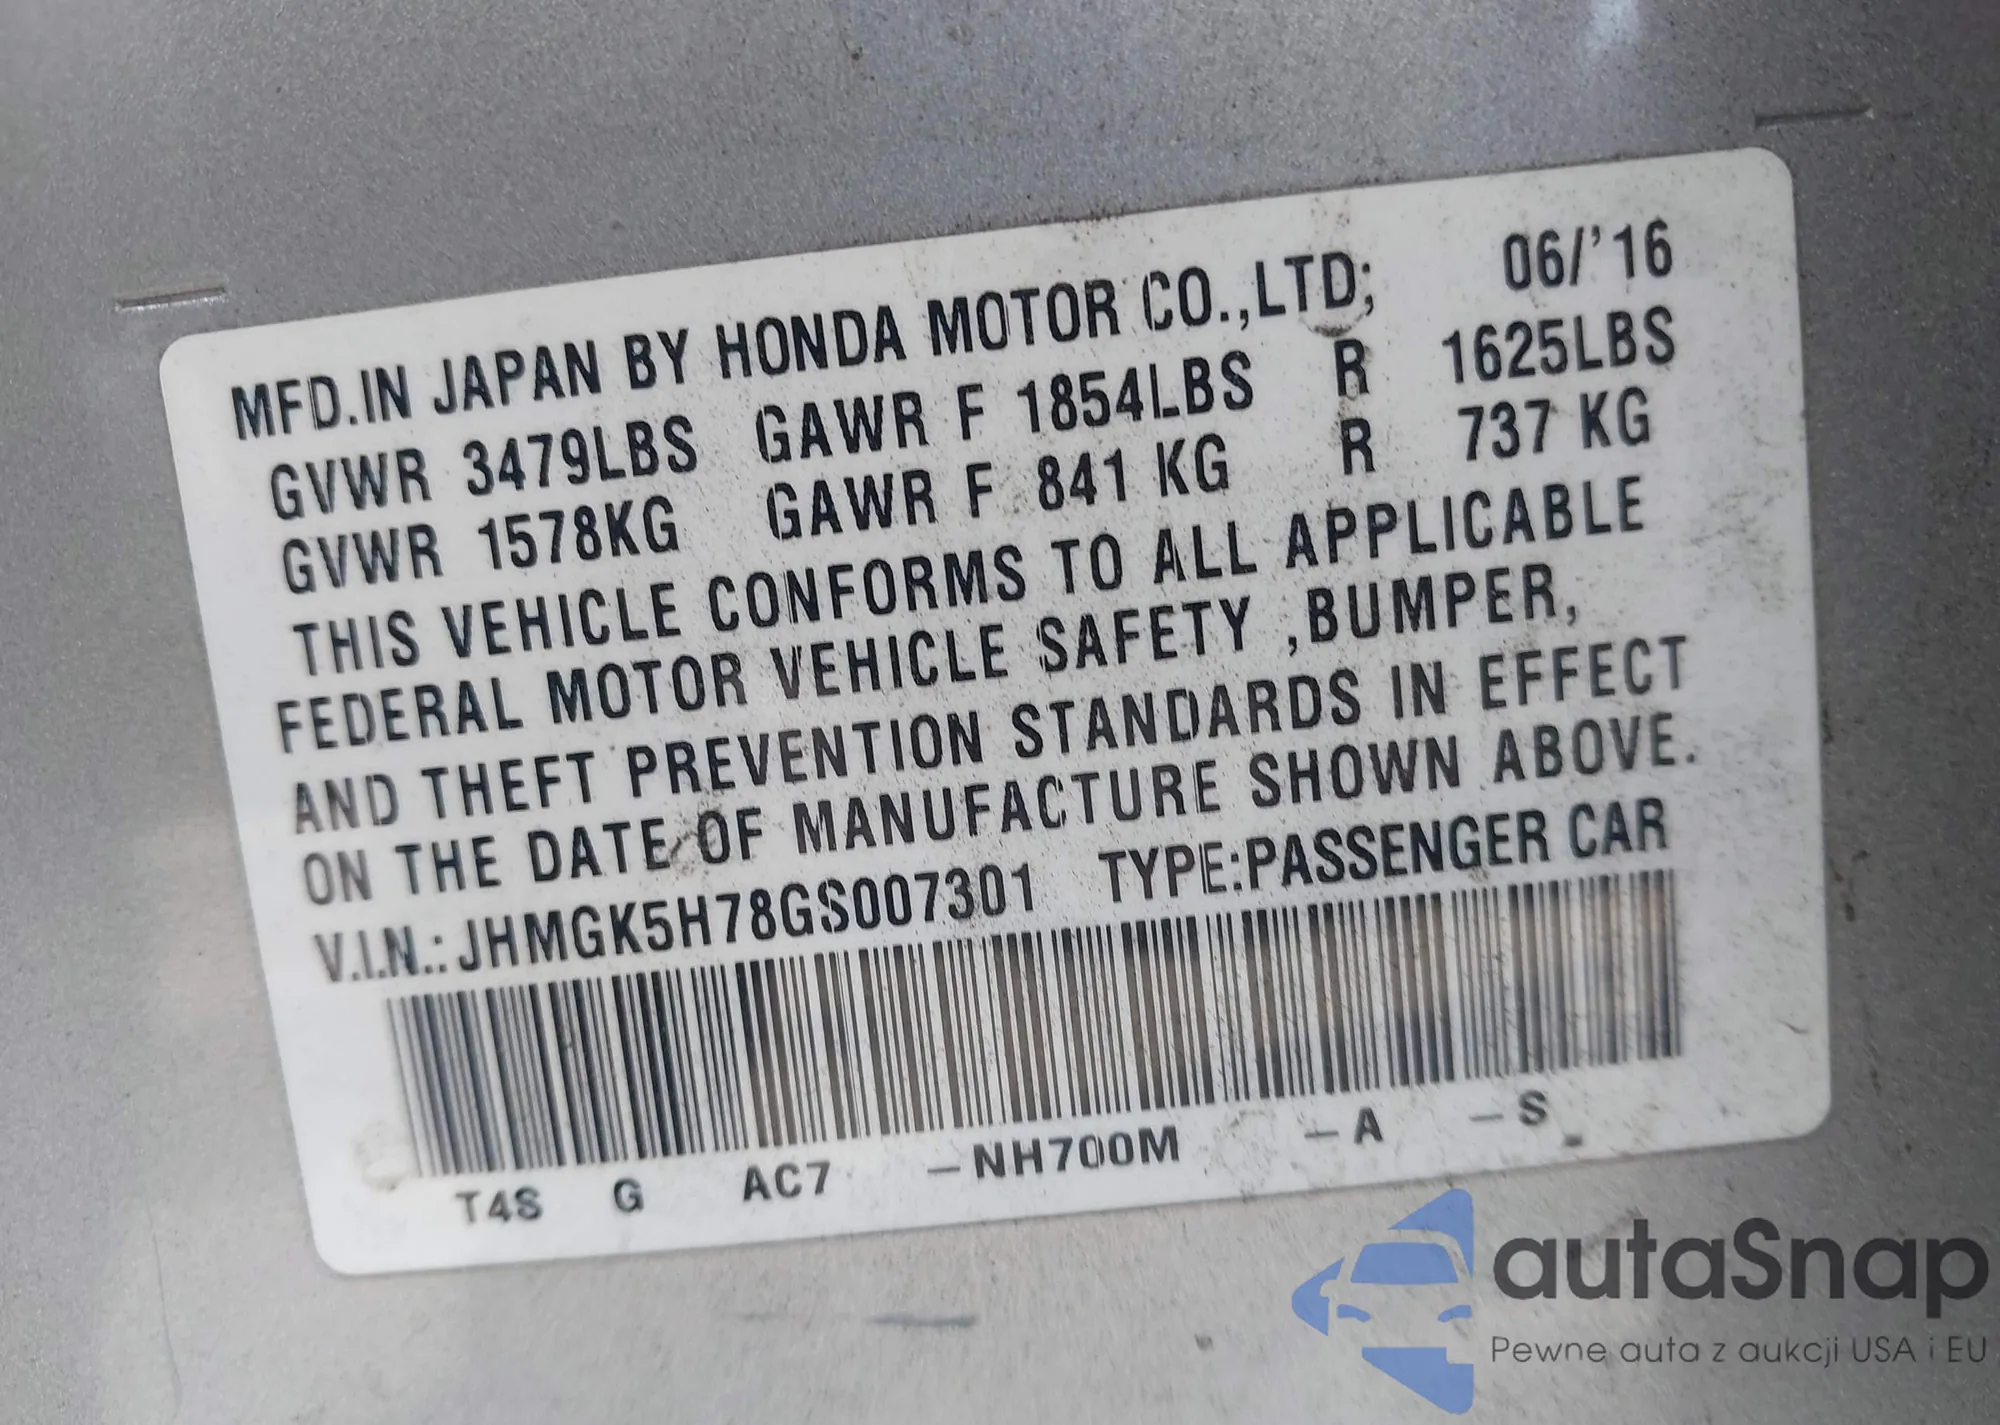 MFD.IN JAPAN BY HONDA MOTOR CO.,LTD; 06/'16
GVWR 3479LBS GAWR F 1854LBS R 1625LBS
GVWR 1578KG GAWR F 841 KG R 737 KG
THIS VEHICLE CONFORMS TO ALL APPLICABLE
FEDERAL MOTOR VEHICLE SAFETY ,BUMPER,
AND THEFT PREVENTION STANDARDS IN EFFECT
ON THE DATE OF MANUFACTURE SHOWN ABOVE.
V.I.N.: JHMGK5H78GS007301 TYPE:PASSENGER CAR
T4S G AC7 -NH700M -A -S
autaSnap
Pewne auta z aukcji USA i EU